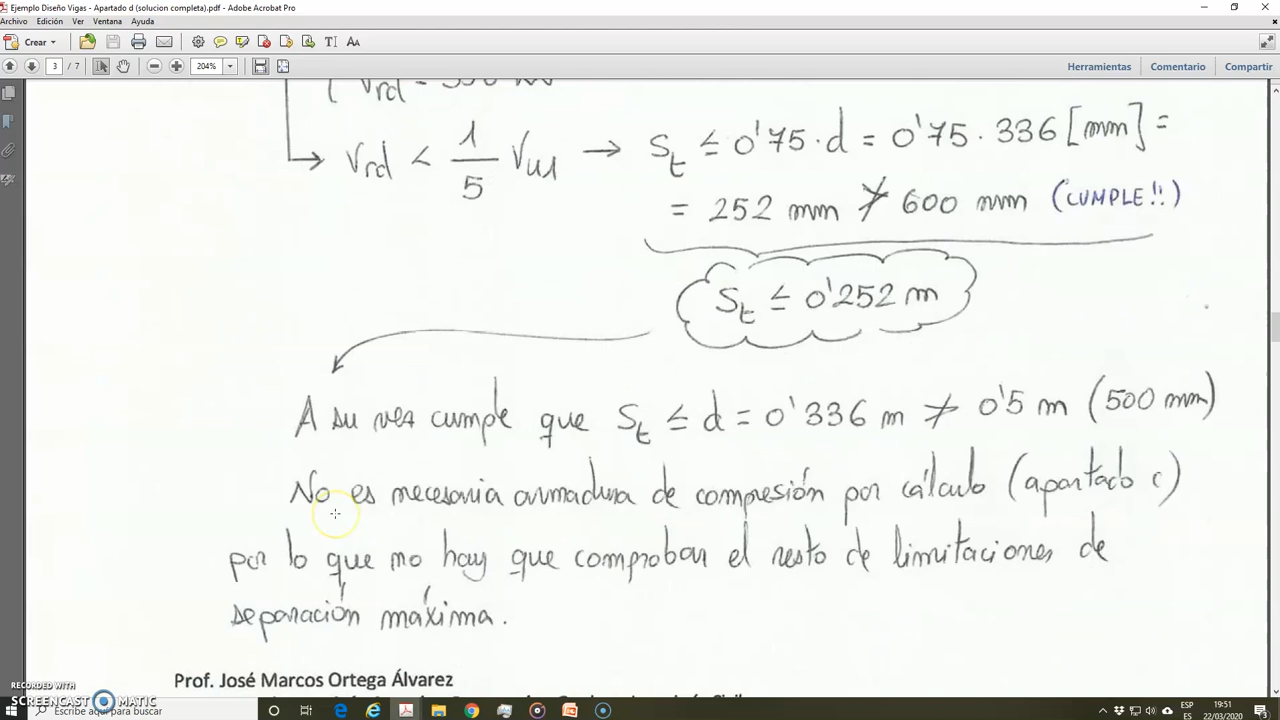 Ejemplo Diseño Vigas - Apartado d (solucion completa).pdf - Adobe Acrobat Pro
Archivo Edición Ver Ventana Ayuda
Crear
3 / 7 204% Herramientas Comentario Compartir
Vrd < 1/5 Vu1 → St ≤ 0'75 · d = 0'75 · 336 [mm] =
= 252 mm ≯ 600 mm (CUMPLE!!)
St ≤ 0'252 m
A su vez cumple que St ≤ d = 0'336 m ≯ 0'5 m (500 mm)
No es necesaria armadura de compresión por cálculo (apartado c)
por lo que no hay que comprobar el resto de limitaciones de
separación máxima.
Prof. José Marcos Ortega Álvarez
RECORDED WITH
SCREENCAST MATIC
Escribe aquí para buscar
ESP 19:51
ES 22/03/2020